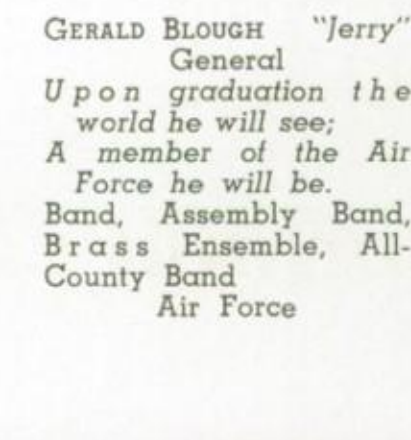 GERALD BLOUGH "Jerry"
General
Upon graduation the
world he will see;
A member of the Air
Force he will be.
Band, Assembly Band,
Brass Ensemble, All-
County Band
Air Force